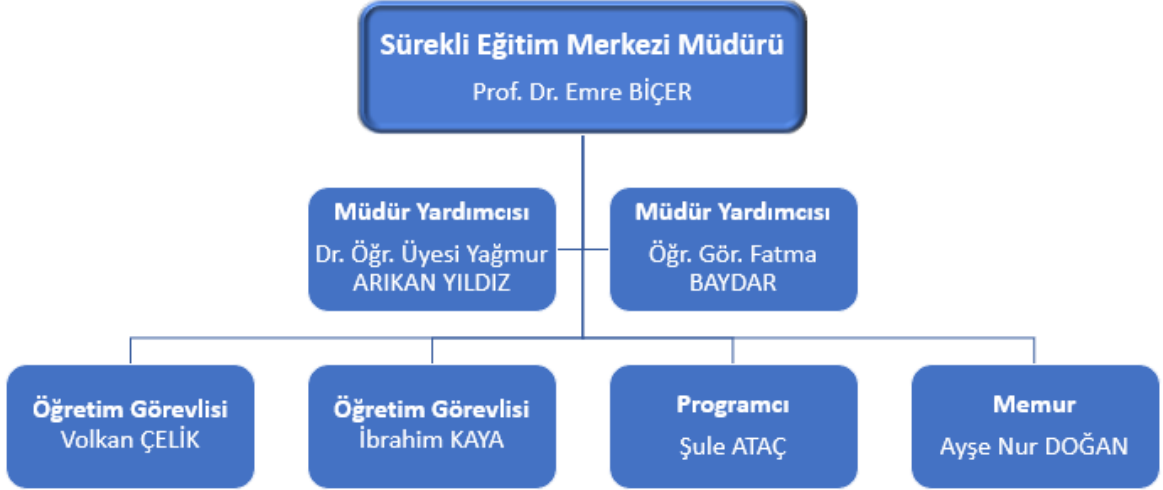 Sürekli Eğitim Merkezi Müdürü
Prof. Dr. Emre BİÇER
Müdür Yardımcısı
Dr. Öğr. Üyesi Yağmur
ARIKAN YILDIZ
Müdür Yardımcısı
Öğr. Gör. Fatma
BAYDAR
Öğretim Görevlisi
Volkan ÇELİK
Öğretim Görevlisi
İbrahim KAYA
Programcı
Şule ATAÇ
Memur
Ayşe Nur DOĞAN